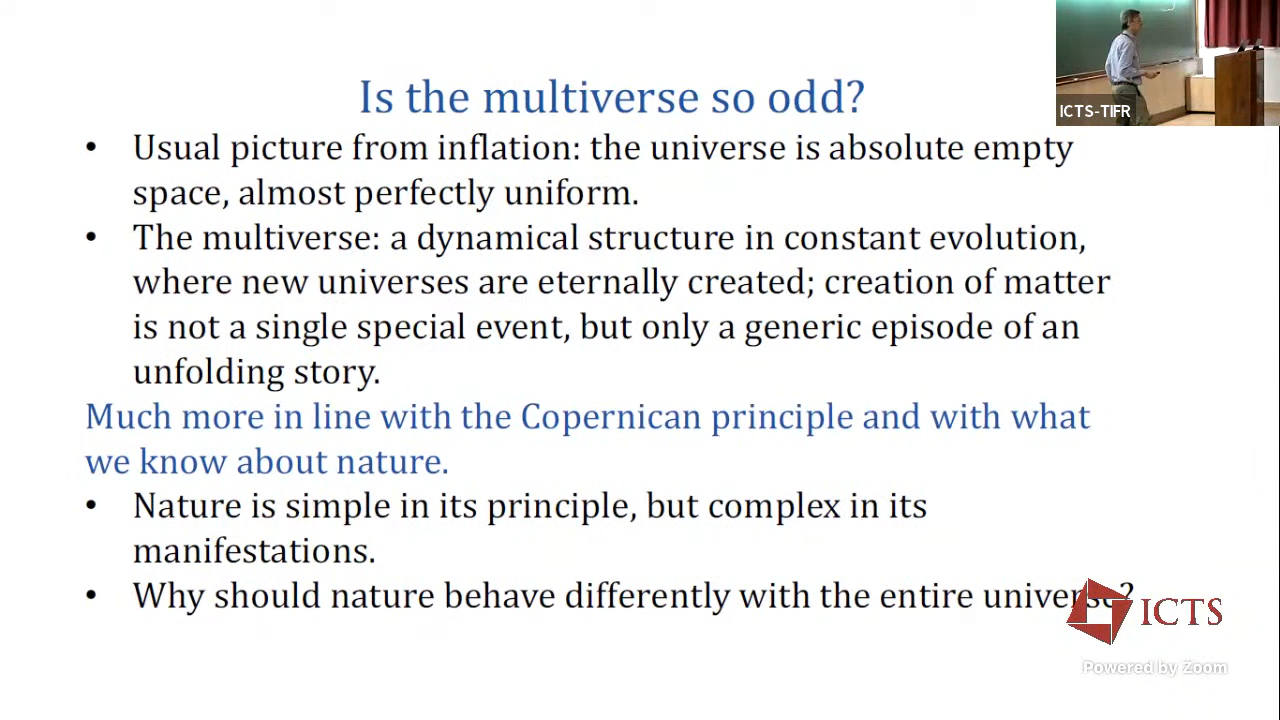 Is the multiverse so odd?
• Usual picture from inflation: the universe is absolute empty
space, almost perfectly uniform.
• The multiverse: a dynamical structure in constant evolution,
where new universes are eternally created; creation of matter
is not a single special event, but only a generic episode of an
unfolding story.
Much more in line with the Copernican principle and with what
we know about nature.
• Nature is simple in its principle, but complex in its
manifestations.
• Why should nature behave differently with the entire universe?
ICTS-TIFR
ICTS
Powered by Zoom